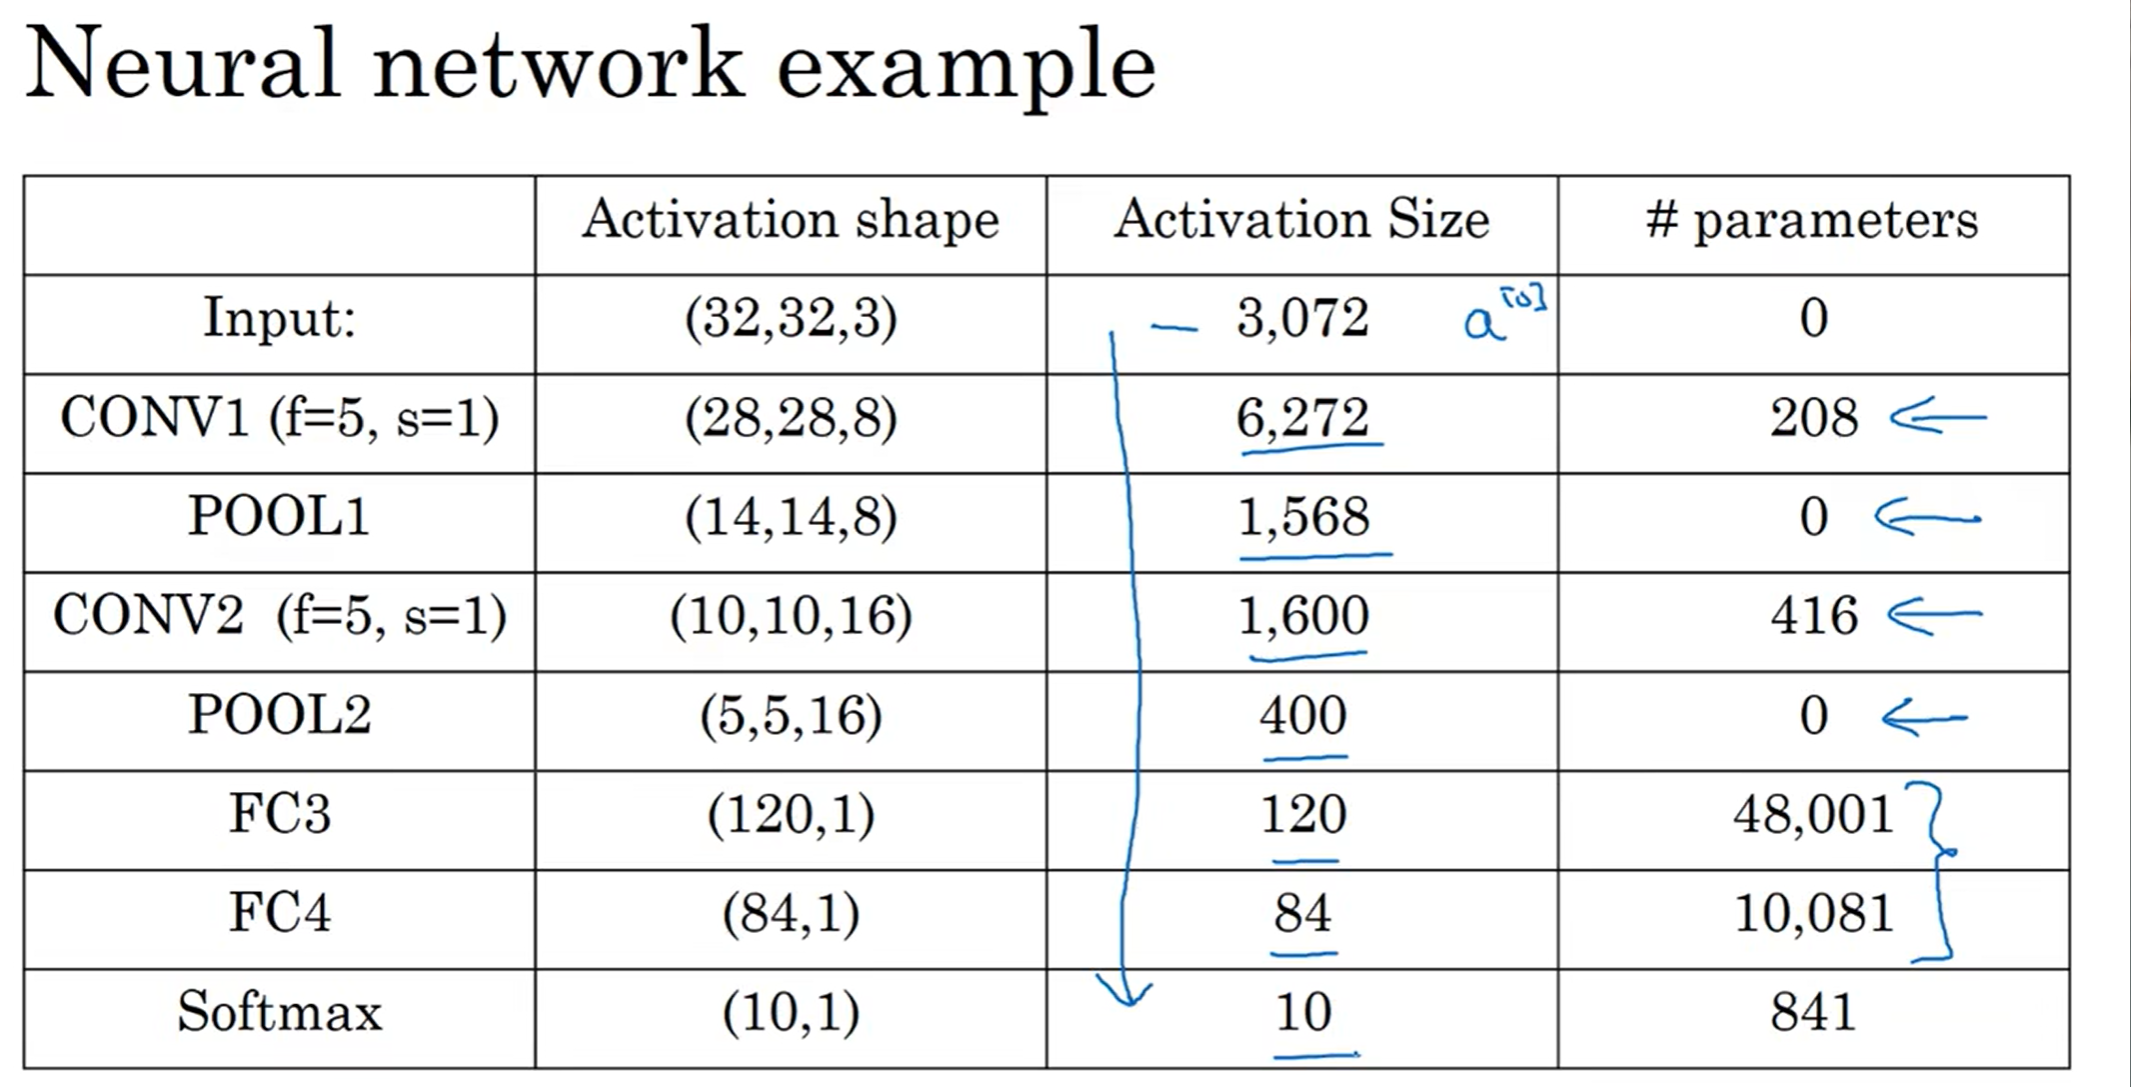 Neural network example
Activation shape Activation Size # parameters
Input: (32,32,3) 3,072 a[0] 0
CONV1 (f=5, s=1) (28,28,8) 6,272 208
POOL1 (14,14,8) 1,568 0
CONV2 (f=5, s=1) (10,10,16) 1,600 416
POOL2 (5,5,16) 400 0
FC3 (120,1) 120 48,001
FC4 (84,1) 84 10,081
Softmax (10,1) 10 841